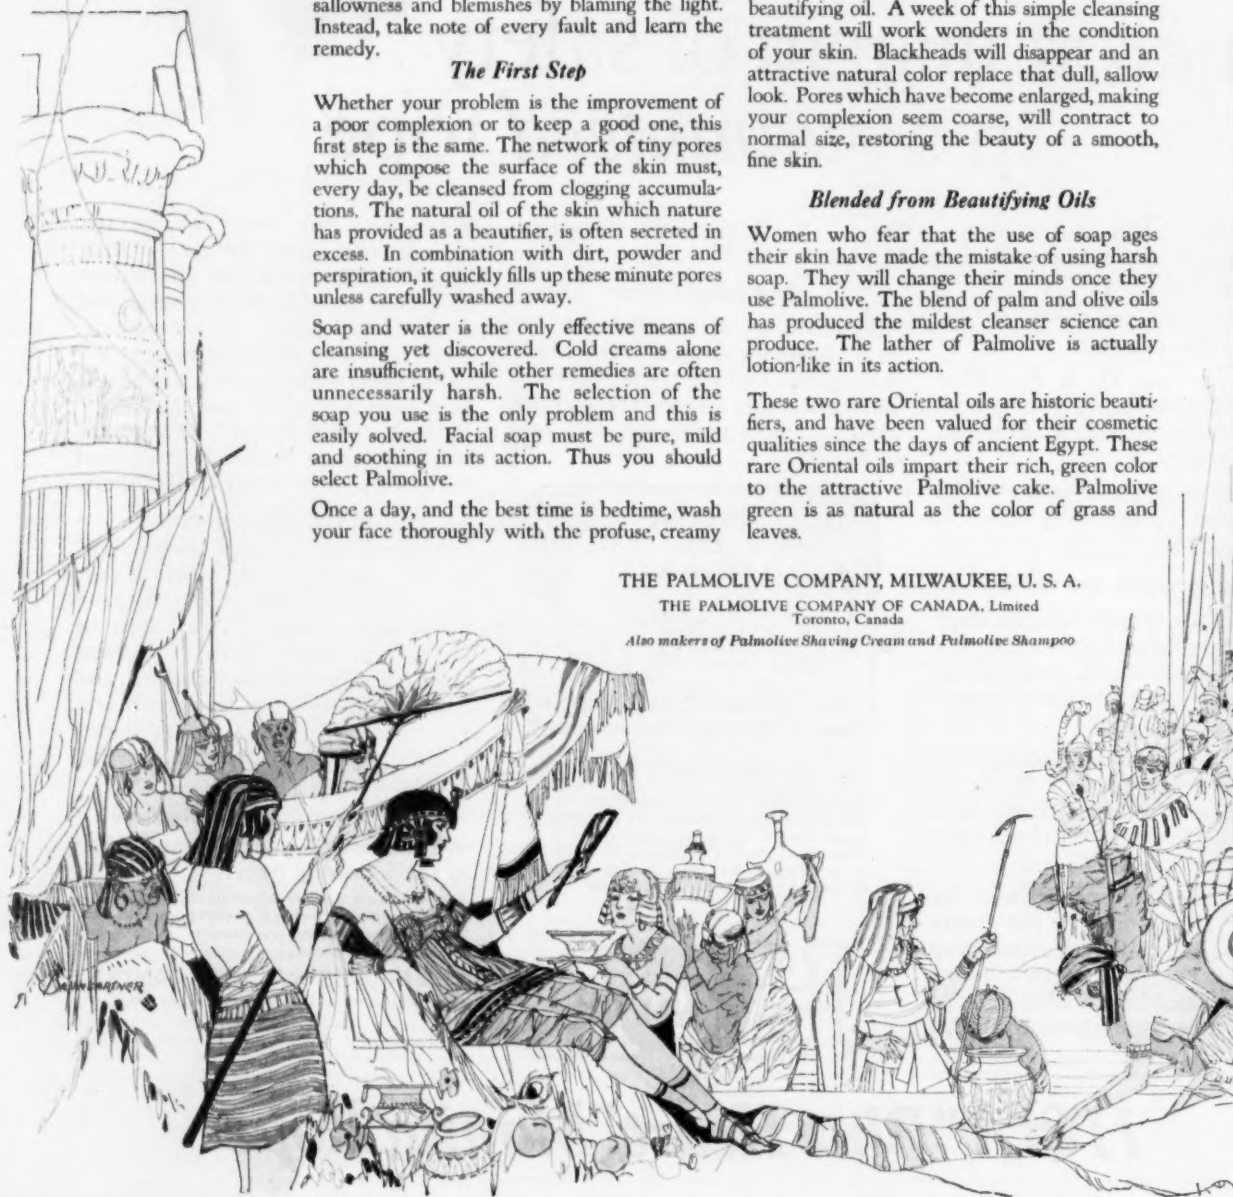 sallowness and blemishes by blaming the light.
Instead, take note of every fault and learn the
remedy.
The First Step
Whether your problem is the improvement of
a poor complexion or to keep a good one, this
first step is the same. The network of tiny pores
which compose the surface of the skin must,
every day, be cleansed from clogging accumula-
tions. The natural oil of the skin which nature
has provided as a beautifier, is often secreted in
excess. In combination with dirt, powder and
perspiration, it quickly fills up these minute pores
unless carefully washed away.
Soap and water is the only effective means of
cleansing yet discovered. Cold creams alone
are insufficient, while other remedies are often
unnecessarily harsh. The selection of the
soap you use is the only problem and this is
easily solved. Facial soap must be pure, mild
and soothing in its action. Thus you should
select Palmolive.
Once a day, and the best time is bedtime, wash
your face thoroughly with the profuse, creamy
beautifying oil. A week of this simple cleansing
treatment will work wonders in the condition
of your skin. Blackheads will disappear and an
attractive natural color replace that dull, sallow
look. Pores which have become enlarged, making
your complexion seem coarse, will contract to
normal size, restoring the beauty of a smooth,
fine skin.
Blended from Beautifying Oils
Women who fear that the use of soap ages
their skin have made the mistake of using harsh
soap. They will change their minds once they
use Palmolive. The blend of palm and olive oils
has produced the mildest cleanser science can
produce. The lather of Palmolive is actually
lotion-like in its action.
These two rare Oriental oils are historic beauti-
fiers, and have been valued for their cosmetic
qualities since the days of ancient Egypt. These
rare Oriental oils impart their rich, green color
to the attractive Palmolive cake. Palmolive
green is as natural as the color of grass and
leaves.
THE PALMOLIVE COMPANY, MILWAUKEE, U. S. A.
THE PALMOLIVE COMPANY OF CANADA, Limited
Toronto, Canada
Also makers of Palmolive Shaving Cream and Palmolive Shampoo